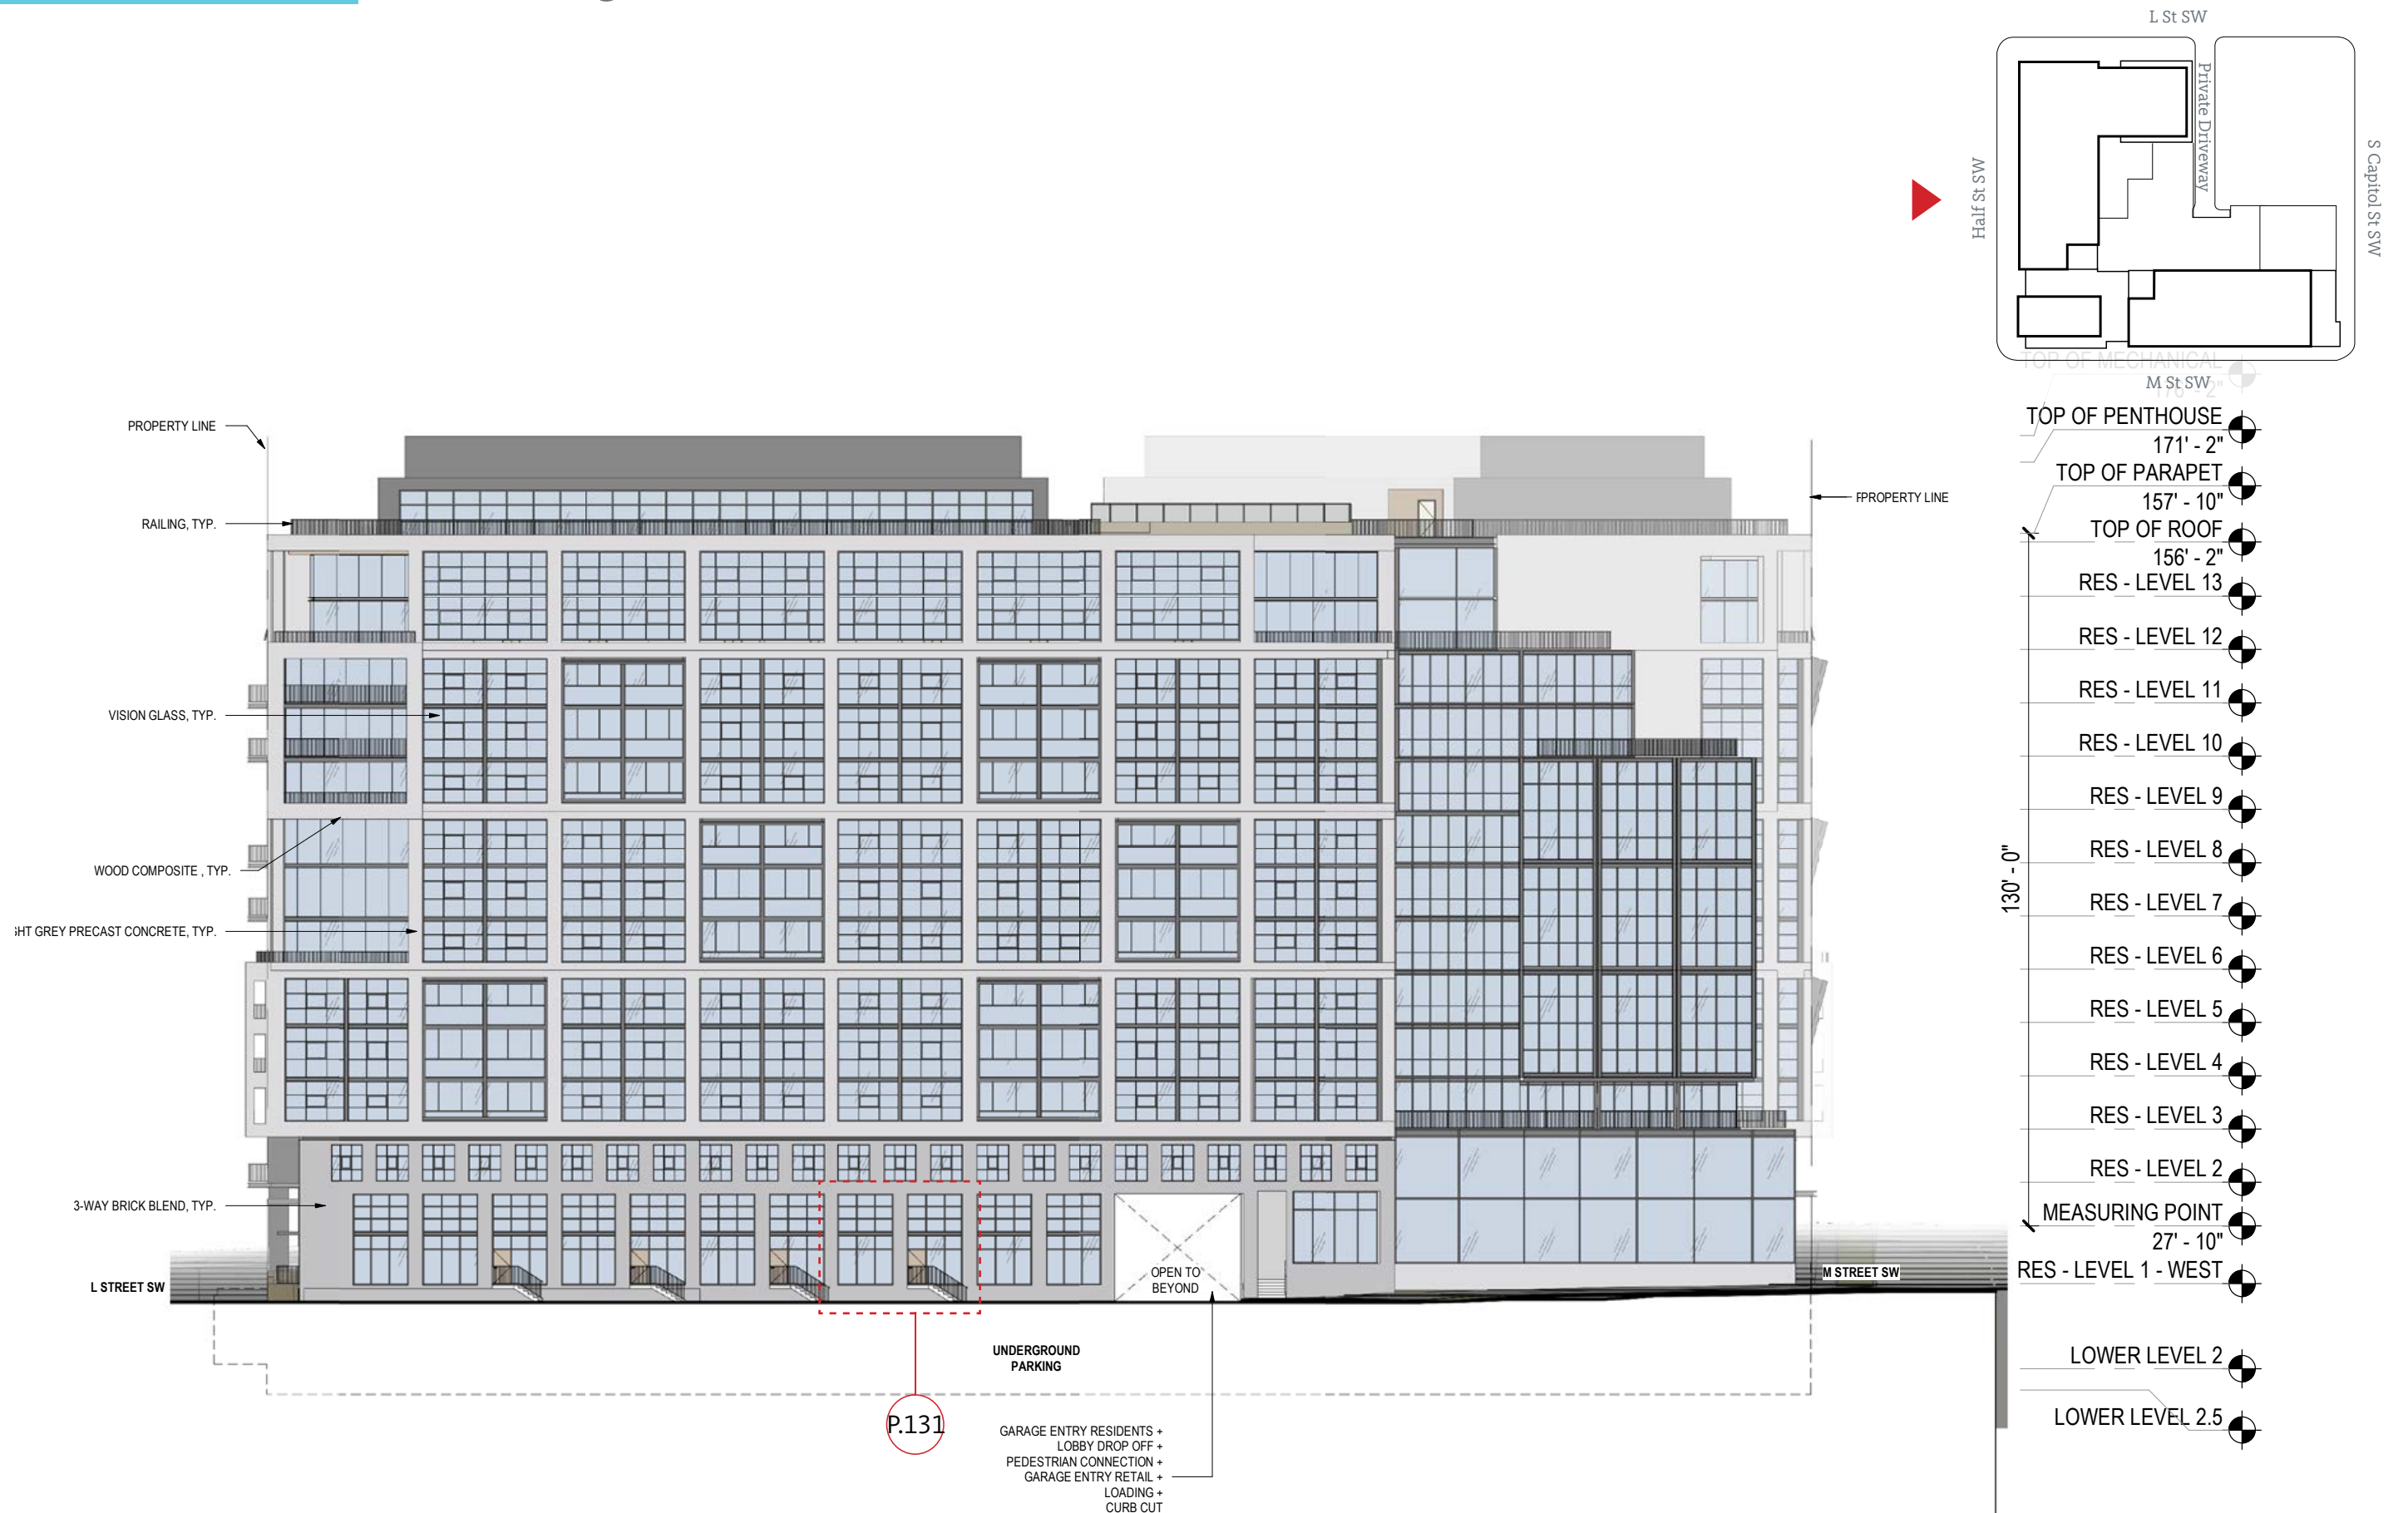 L St SW
Private Driveway
Half St SW
S Capitol St SW
M St SW
TOP OF MECHANICAL
TOP OF PENTHOUSE
171' - 2"
TOP OF PARAPET
157' - 10"
TOP OF ROOF
156' - 2"
RES - LEVEL 13
RES - LEVEL 12
RES - LEVEL 11
RES - LEVEL 10
RES - LEVEL 9
RES - LEVEL 8
RES - LEVEL 7
RES - LEVEL 6
RES - LEVEL 5
RES - LEVEL 4
RES - LEVEL 3
RES - LEVEL 2
MEASURING POINT
27' - 10"
RES - LEVEL 1 - WEST
LOWER LEVEL 2
LOWER LEVEL 2.5
130' - 0"
PROPERTY LINE
RAILING, TYP.
VISION GLASS, TYP.
WOOD COMPOSITE , TYP.
GHT GREY PRECAST CONCRETE, TYP.
3-WAY BRICK BLEND, TYP.
L STREET SW
FPROPERTY LINE
M STREET SW
OPEN TO
BEYOND
UNDERGROUND
PARKING
P.131
GARAGE ENTRY RESIDENTS +
LOBBY DROP OFF +
PEDESTRIAN CONNECTION +
GARAGE ENTRY RETAIL +
LOADING +
CURB CUT